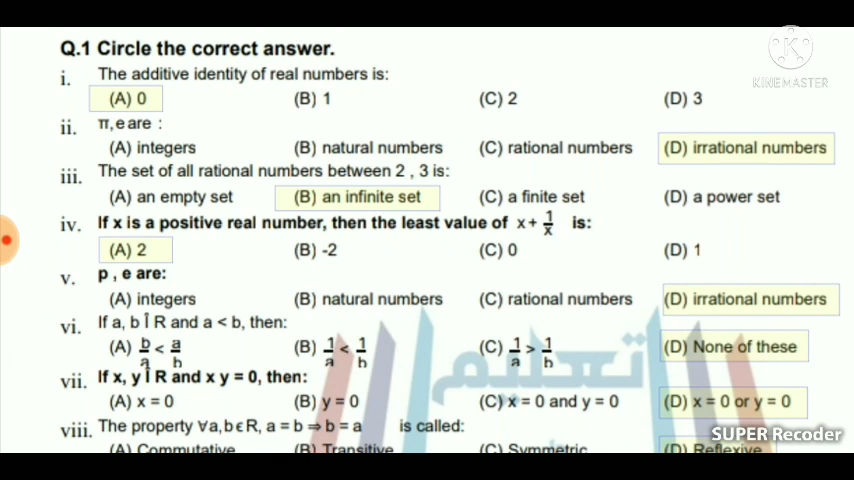 Q.1 Circle the correct answer.
i. The additive identity of real numbers is:
(A) 0 (B) 1 (C) 2 (D) 3
ii. π,e are :
(A) integers (B) natural numbers (C) rational numbers (D) irrational numbers
iii. The set of all rational numbers between 2 , 3 is:
(A) an empty set (B) an infinite set (C) a finite set (D) a power set
iv. If x is a positive real number, then the least value of x + 1/x is:
(A) 2 (B) -2 (C) 0 (D) 1
v. p , e are:
(A) integers (B) natural numbers (C) rational numbers (D) irrational numbers
vi. If a, b Î R and a < b, then:
(A) b/a < a/b (B) 1/a < 1/b (C) 1/a > 1/b (D) None of these
vii. If x, y Î R and x y = 0, then:
(A) x = 0 (B) y = 0 (C) x = 0 and y = 0 (D) x = 0 or y = 0
viii. The property ∀a,bϵR, a = b ⇒ b = a is called:
(A) Commutative (B) Transitive (C) Symmetric (D) Reflexive
KINEMASTER
تعليم
SUPER Recorder